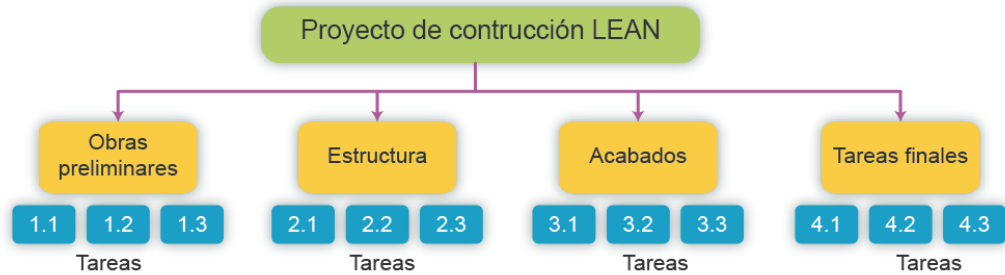 Proyecto de contrucción LEAN
Obras
preliminares
Estructura
Acabados
Tareas finales
1.1 1.2 1.3
2.1 2.2 2.3
3.1 3.2 3.3
4.1 4.2 4.3
Tareas
Tareas
Tareas
Tareas